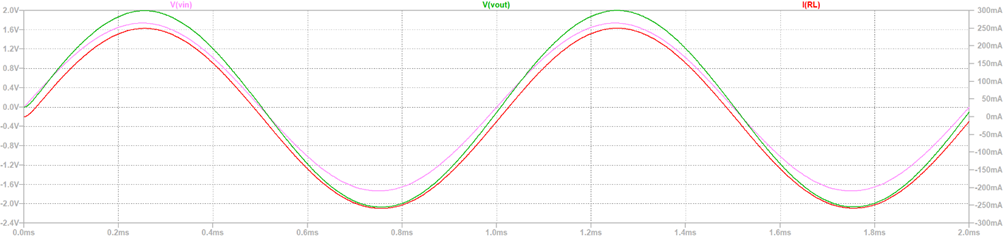 V(vin) V(vout) I(RL)
2.0V 300mA
1.6V 250mA
1.2V 200mA
0.8V 150mA
0.4V 100mA
0.0V 50mA
-0.4V 0mA
-0.8V -50mA
-1.2V -100mA
-1.6V -150mA
-2.0V -200mA
-2.4V -250mA
-300mA
0.0ms 0.2ms 0.4ms 0.6ms 0.8ms 1.0ms 1.2ms 1.4ms 1.6ms 1.8ms 2.0ms